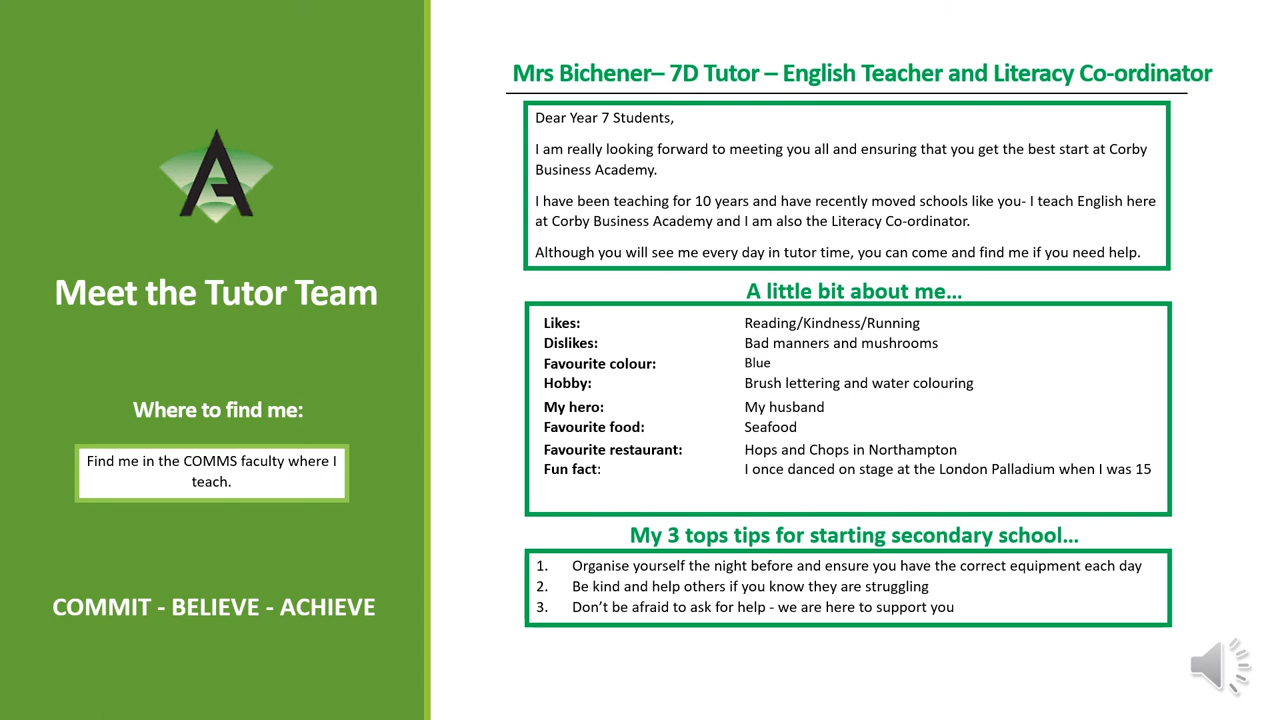 Meet the Tutor Team
Where to find me:
Find me in the COMMS faculty where I
teach.
COMMIT - BELIEVE - ACHIEVE
Mrs Bichener– 7D Tutor – English Teacher and Literacy Co-ordinator
Dear Year 7 Students,
I am really looking forward to meeting you all and ensuring that you get the best start at Corby
Business Academy.
I have been teaching for 10 years and have recently moved schools like you- I teach English here
at Corby Business Academy and I am also the Literacy Co-ordinator.
Although you will see me every day in tutor time, you can come and find me if you need help.
A little bit about me...
Likes: Reading/Kindness/Running
Dislikes: Bad manners and mushrooms
Favourite colour: Blue
Hobby: Brush lettering and water colouring
My hero: My husband
Favourite food: Seafood
Favourite restaurant: Hops and Chops in Northampton
Fun fact: I once danced on stage at the London Palladium when I was 15
My 3 tops tips for starting secondary school...
1. Organise yourself the night before and ensure you have the correct equipment each day
2. Be kind and help others if you know they are struggling
3. Don't be afraid to ask for help - we are here to support you